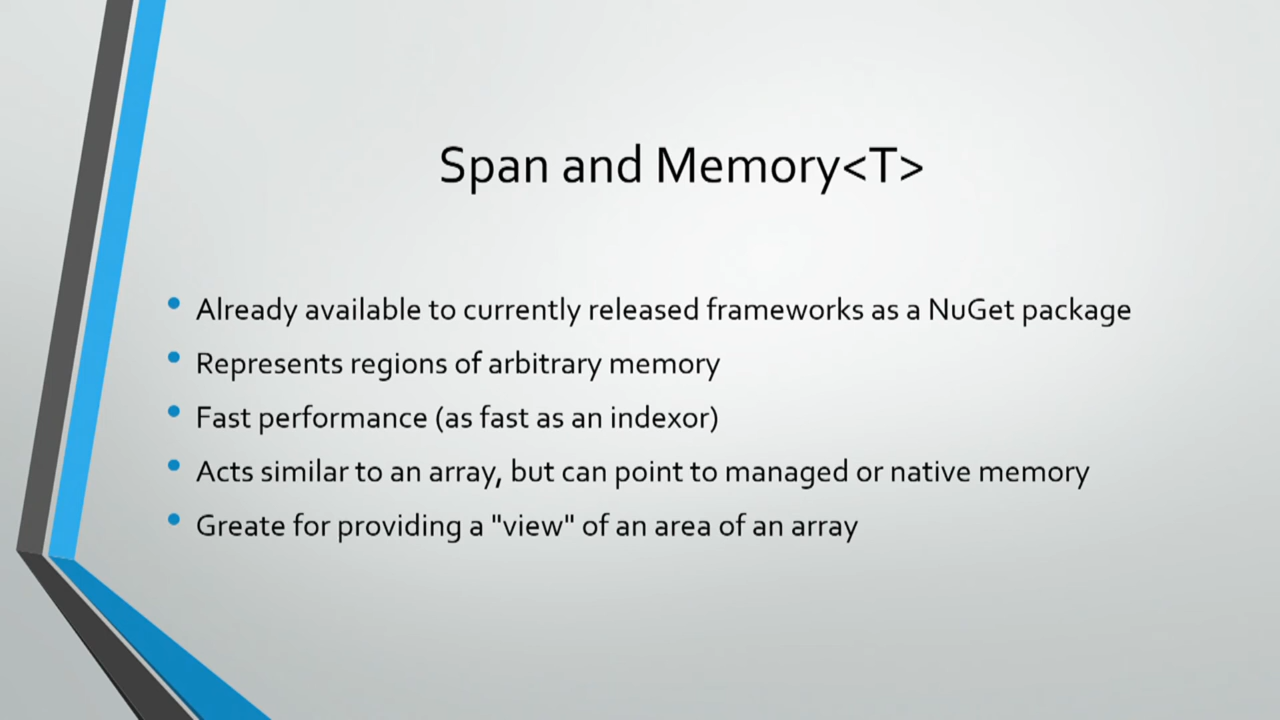 Span and Memory<T>
Already available to currently released frameworks as a NuGet package
Represents regions of arbitrary memory
Fast performance (as fast as an indexor)
Acts similar to an array, but can point to managed or native memory
Greate for providing a "view" of an area of an array